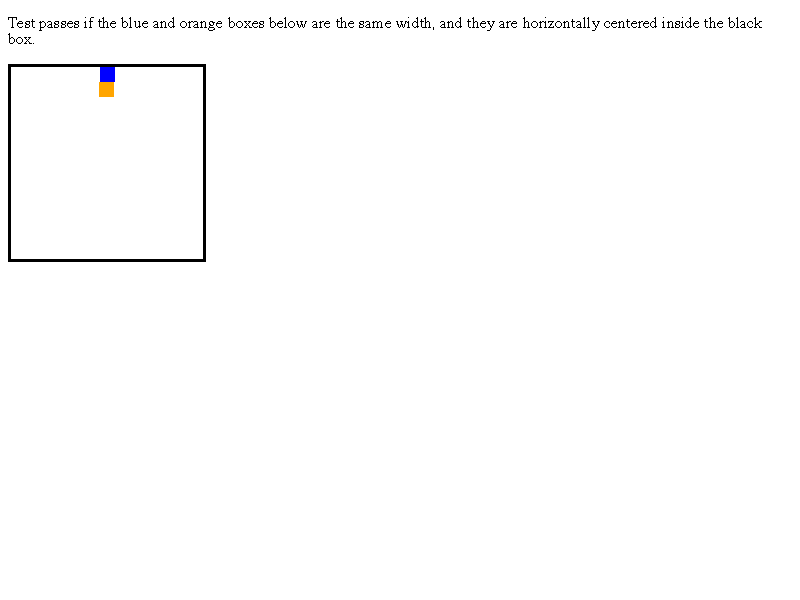 Test passes if the blue and orange boxes below are the same width, and they are horizontally centered inside the black
box.